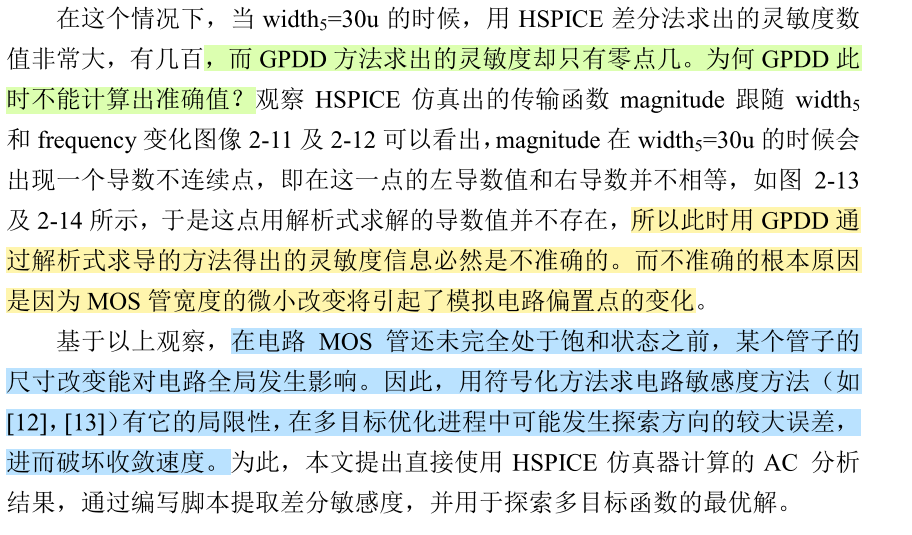 在这个情况下，当 width5=30u 的时候，用 HSPICE 差分法求出的灵敏度数
值非常大，有几百，而 GPDD 方法求出的灵敏度却只有零点几。为何 GPDD 此
时不能计算出准确值？观察 HSPICE 仿真出的传输函数 magnitude 跟随 width5
和 frequency 变化图像 2-11 及 2-12 可以看出，magnitude 在 width5=30u 的时候会
出现一个导数不连续点，即在这一点的左导数值和右导数并不相等，如图 2-13
及 2-14 所示，于是这点用解析式求解的导数值并不存在，所以此时用 GPDD 通
过解析式求导的方法得出的灵敏度信息必然是不准确的。而不准确的根本原因
是因为 MOS 管宽度的微小改变将引起了模拟电路偏置点的变化。
基于以上观察，在电路 MOS 管还未完全处于饱和状态之前，某个管子的
尺寸改变能对电路全局发生影响。因此，用符号化方法求电路敏感度方法（如
[12]，[13]）有它的局限性，在多目标优化进程中可能发生探索方向的较大误差，
进而破坏收敛速度。为此，本文提出直接使用 HSPICE 仿真器计算的 AC 分析
结果，通过编写脚本提取差分敏感度，并用于探索多目标函数的最优解。